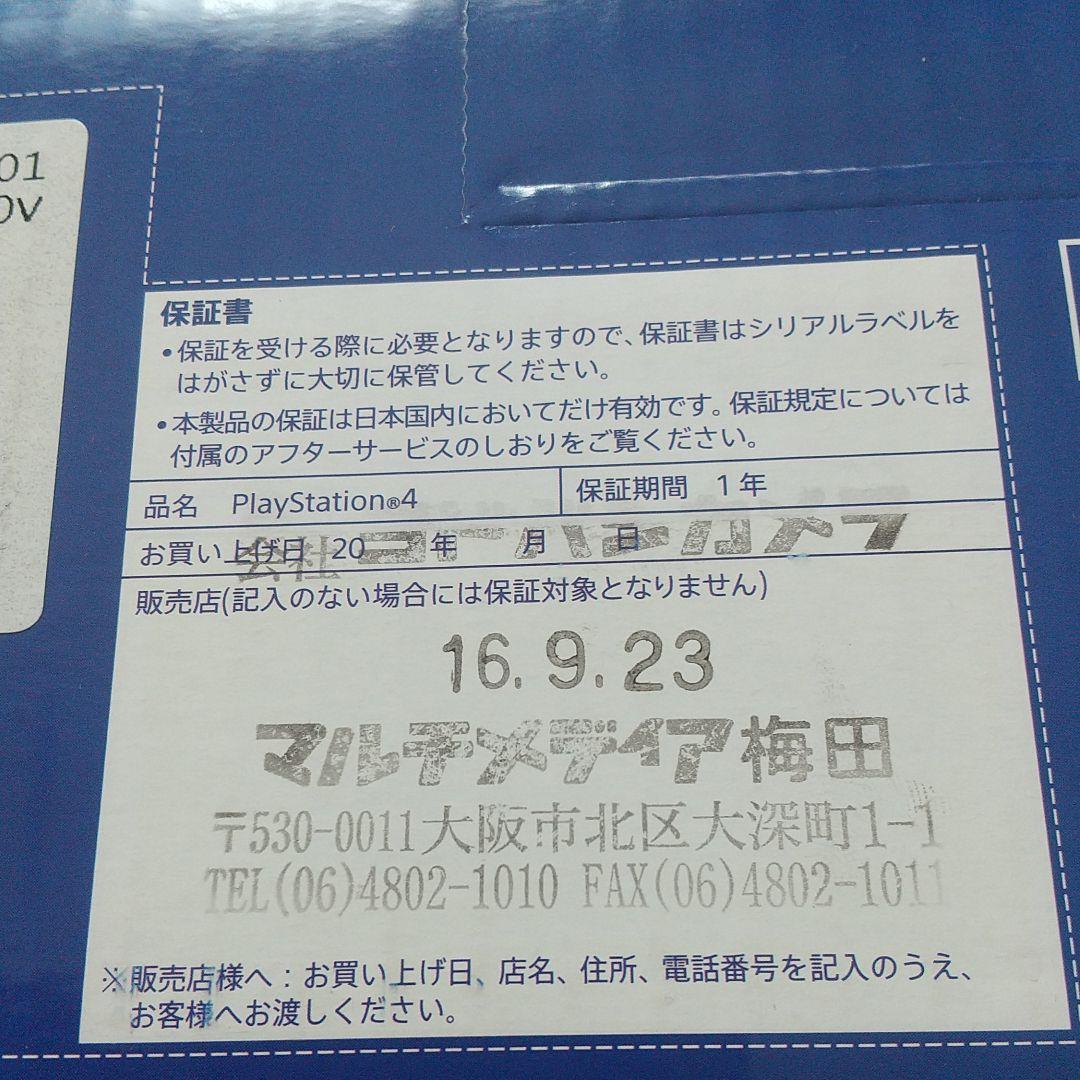 01
0V
保証書
•保証を受ける際に必要となりますので、保証書はシリアルラベルを
はがさずに大切に保管してください。
•本製品の保証は日本国内においてだけ有効です。保証規定については
付属のアフターサービスのしおりをご覧ください。
品名 PlayStation®4 保証期間 1年
お買い上げ日 20 年 月 日
会社ヨドバシカメラ
販売店(記入のない場合には保証対象となりません)
16.9.23
マルチメディア梅田
〒530-0011大阪市北区大深町1-1
TEL(06)4802-1010 FAX(06)4802-1011
※販売店様へ：お買い上げ日、店名、住所、電話番号を記入のうえ、
お客様へお渡しください。